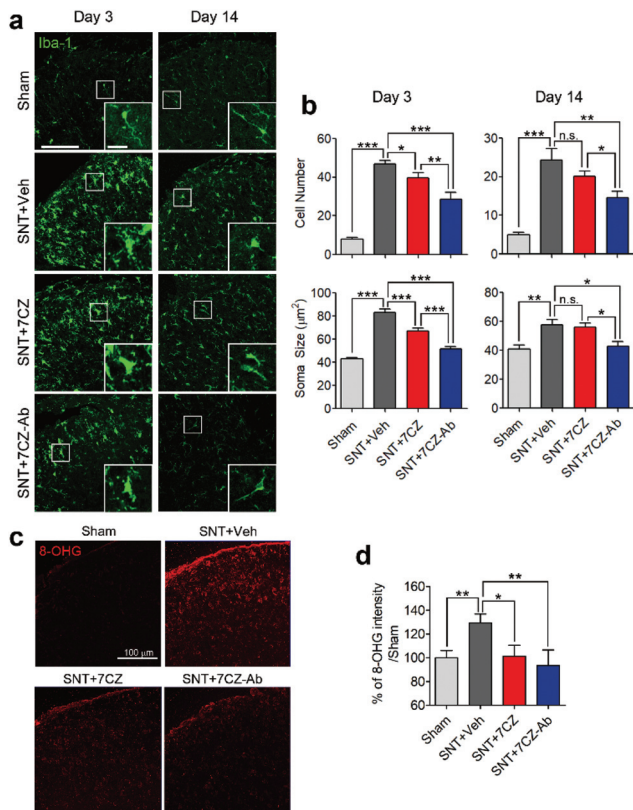 a
Day 3
Day 14
Iba-1
Sham
SNT+Veh
SNT+7CZ
SNT+7CZ-Ab
b
Day 3
Day 14
Cell Number
60
40
20
0
***
***
*
**
30
20
10
0
***
**
n.s.
*
Soma Size (μm²)
100
80
60
40
20
0
***
***
***
***
80
60
40
20
0
**
*
n.s.
*
Sham
SNT+Veh
SNT+7CZ
SNT+7CZ-Ab
Sham
SNT+Veh
SNT+7CZ
SNT+7CZ-Ab
c
Sham
SNT+Veh
8-OHG
100 μm
SNT+7CZ
SNT+7CZ-Ab
d
% of 8-OHG intensity
/Sham
160
140
120
100
80
60
**
*
**
Sham
SNT+Veh
SNT+7CZ
SNT+7CZ-Ab